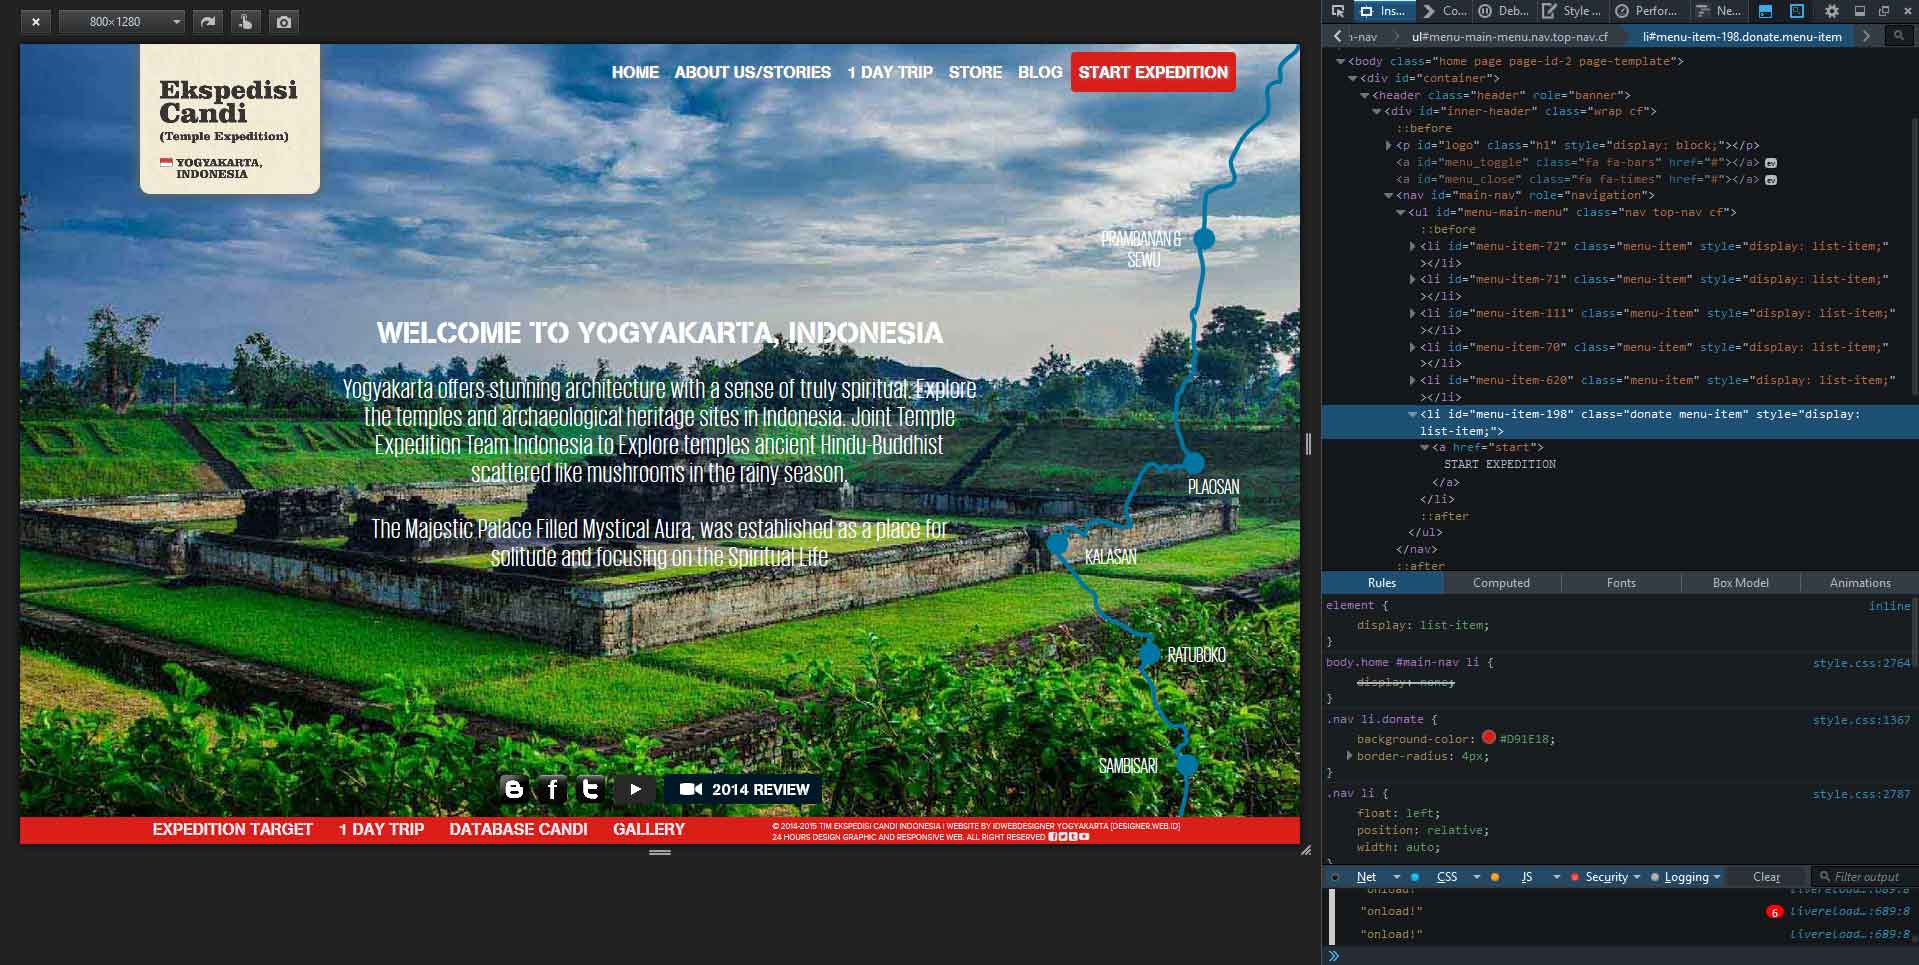 800×1280
Ekspedisi
Candi
(Temple Expedition)
YOGYAKARTA,
INDONESIA
HOME ABOUT US/STORIES 1 DAY TRIP STORE BLOG START EXPEDITION
PRAMBANAN &
SEWU
WELCOME TO YOGYAKARTA, INDONESIA
Yogyakarta offers stunning architecture with a sense of truly spiritual. Explore
the temples and archaeological heritage sites in Indonesia. Joint Temple
Expedition Team Indonesia to Explore temples ancient Hindu-Buddhist
scattered like mushrooms in the rainy season.
The Majestic Palace Filled Mystical Aura, was established as a place for
solitude and focusing on the Spiritual Life
PLAOSAN
KALASAN
RATUBOKO
SAMBISARI
2014 REVIEW
EXPEDITION TARGET 1 DAY TRIP DATABASE CANDI GALLERY
© 2014-2015 TIM EKSPEDISI CANDI INDONESIA | WEBSITE BY IDWEBDESIGNER YOGYAKARTA [DESIGNER.WEB.ID]
24 HOURS DESIGN GRAPHIC AND RESPONSIVE WEB. ALL RIGHT RESERVED
Ins... Co... Deb... Style ... Perfor... Ne...
n-nav ul#menu-main-menu.nav.top-nav.cf li#menu-item-198.donate.menu-item
<body class="home page page-id-2 page-template">
<div id="container">
<header class="header" role="banner">
<div id="inner-header" class="wrap cf">
::before
<p id="logo" class="h1" style="display: block;"></p>
<a id="menu_toggle" class="fa fa-bars" href="#"></a> ev
<a id="menu_close" class="fa fa-times" href="#"></a> ev
<nav id="main-nav" role="navigation">
<ul id="menu-main-menu" class="nav top-nav cf">
::before
<li id="menu-item-72" class="menu-item" style="display: list-item;"
></li>
<li id="menu-item-71" class="menu-item" style="display: list-item;"
></li>
<li id="menu-item-111" class="menu-item" style="display: list-item;"
></li>
<li id="menu-item-70" class="menu-item" style="display: list-item;"
></li>
<li id="menu-item-620" class="menu-item" style="display: list-item;"
></li>
<li id="menu-item-198" class="donate menu-item" style="display:
list-item;">
<a href="start">
START EXPEDITION
</a>
</li>
::after
</ul>
</nav>
::after
Rules Computed Fonts Box Model Animations
element { inline
display: list-item;
}
body.home #main-nav li { style.css:2764
display: none;
}
.nav li.donate { style.css:1367
background-color: #D91E18;
border-radius: 4px;
}
.nav li { style.css:2787
float: left;
position: relative;
width: auto;
}
Net CSS JS Security Logging Clear Filter output
"onload!" livereload…:689:8
"onload!" 6 livereload…:689:8
"onload!" livereload…:689:8